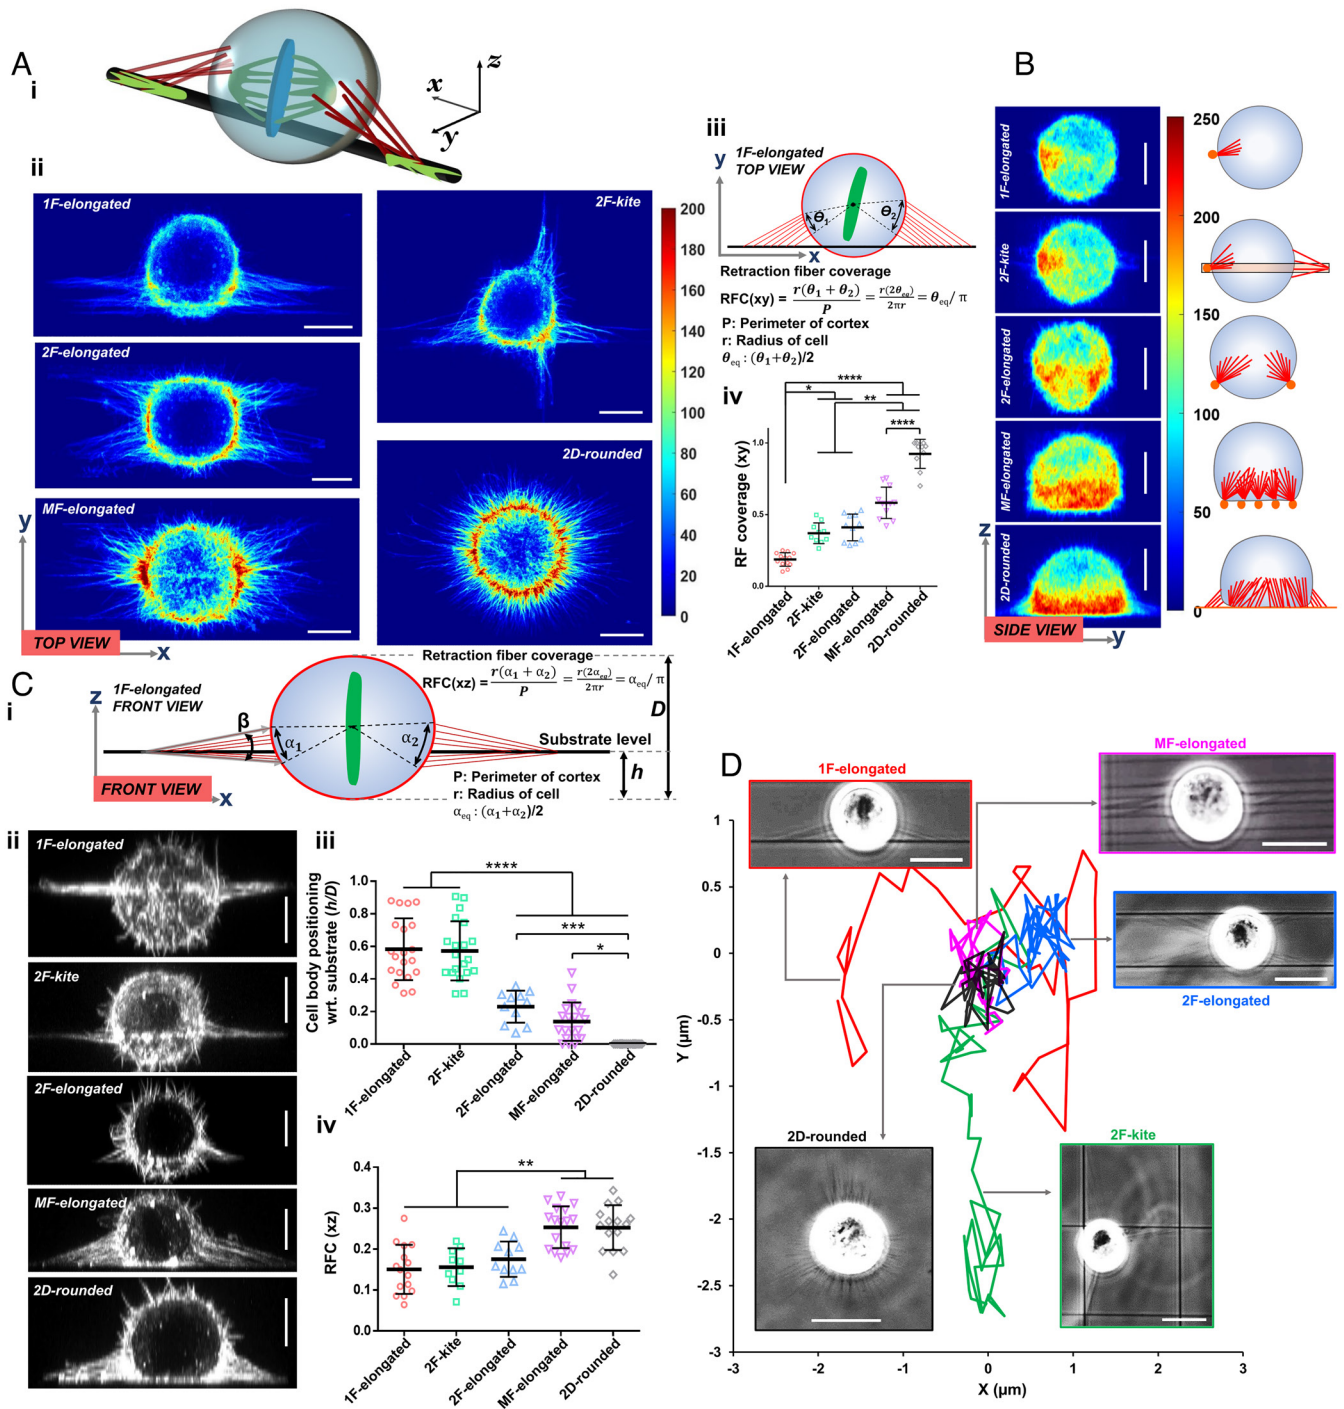 A
i
z
x
y
ii
1F-elongated
2F-kite
2F-elongated
MF-elongated
2D-rounded
y
TOP VIEW
x
200
180
160
140
120
100
80
60
40
20
0
iii
1F-elongated
TOP VIEW
y
x
θ1
θ2
Retraction fiber coverage
RFC(xy) = r(θ1 + θ2)/P = r(2θeq)/2πr = θeq/ π
P: Perimeter of cortex
r: Radius of cell
θeq : (θ1+θ2)/2
iv
****
*
**
****
RF coverage (xy)
1.0
0.5
0.0
1F-elongated
2F-kite
2F-elongated
MF-elongated
2D-rounded
B
1F-elongated
2F-kite
2F-elongated
MF-elongated
2D-rounded
z
SIDE VIEW
y
250
200
150
100
50
0
C
i
1F-elongated
FRONT VIEW
z
FRONT VIEW
x
β
α1
α2
Retraction fiber coverage
RFC(xz) = r(α1 + α2)/P = r(2αeq)/2πr = αeq/ π
D
Substrate level
h
P: Perimeter of cortex
r: Radius of cell
αeq : (α1+α2)/2
ii
1F-elongated
2F-kite
2F-elongated
MF-elongated
2D-rounded
iii
****
***
*
Cell body positioning
wrt. substrate (h/D)
1.0
0.8
0.6
0.4
0.2
0.0
1F-elongated
2F-kite
2F-elongated
MF-elongated
2D-rounded
iv
**
RFC (xz)
0.4
0.3
0.2
0.1
0.0
1F-elongated
2F-kite
2F-elongated
MF-elongated
2D-rounded
D
1F-elongated
MF-elongated
2F-elongated
2D-rounded
2F-kite
Y (µm)
1
0.5
0
-0.5
-1
-1.5
-2
-2.5
-3
-3
-2
-1
0
1
2
3
X (µm)